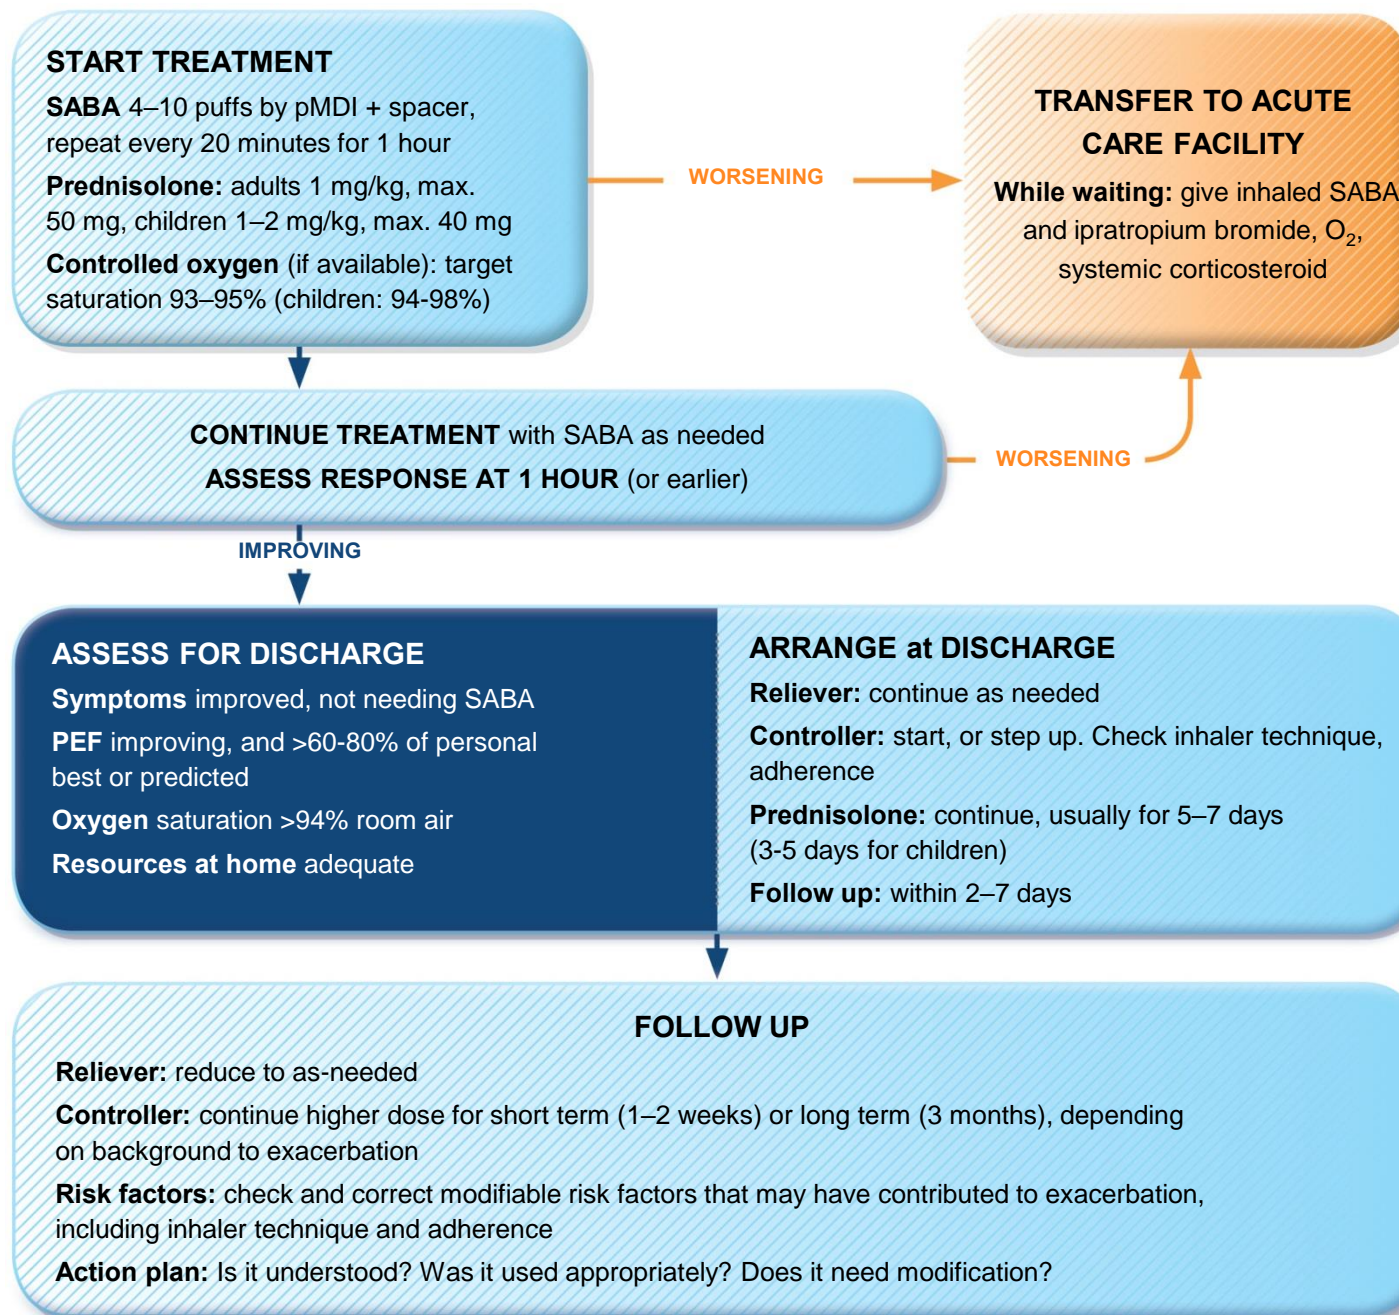 START TREATMENT
SABA 4–10 puffs by pMDI + spacer,
repeat every 20 minutes for 1 hour
Prednisolone: adults 1 mg/kg, max.
50 mg, children 1–2 mg/kg, max. 40 mg
Controlled oxygen (if available): target
saturation 93–95% (children: 94-98%)
WORSENING
TRANSFER TO ACUTE
CARE FACILITY
While waiting: give inhaled SABA
and ipratropium bromide, O₂,
systemic corticosteroid
CONTINUE TREATMENT with SABA as needed
ASSESS RESPONSE AT 1 HOUR (or earlier)
WORSENING
IMPROVING
ASSESS FOR DISCHARGE
Symptoms improved, not needing SABA
PEF improving, and >60-80% of personal
best or predicted
Oxygen saturation >94% room air
Resources at home adequate
ARRANGE at DISCHARGE
Reliever: continue as needed
Controller: start, or step up. Check inhaler technique,
adherence
Prednisolone: continue, usually for 5–7 days
(3-5 days for children)
Follow up: within 2–7 days
FOLLOW UP
Reliever: reduce to as-needed
Controller: continue higher dose for short term (1–2 weeks) or long term (3 months), depending
on background to exacerbation
Risk factors: check and correct modifiable risk factors that may have contributed to exacerbation,
including inhaler technique and adherence
Action plan: Is it understood? Was it used appropriately? Does it need modification?